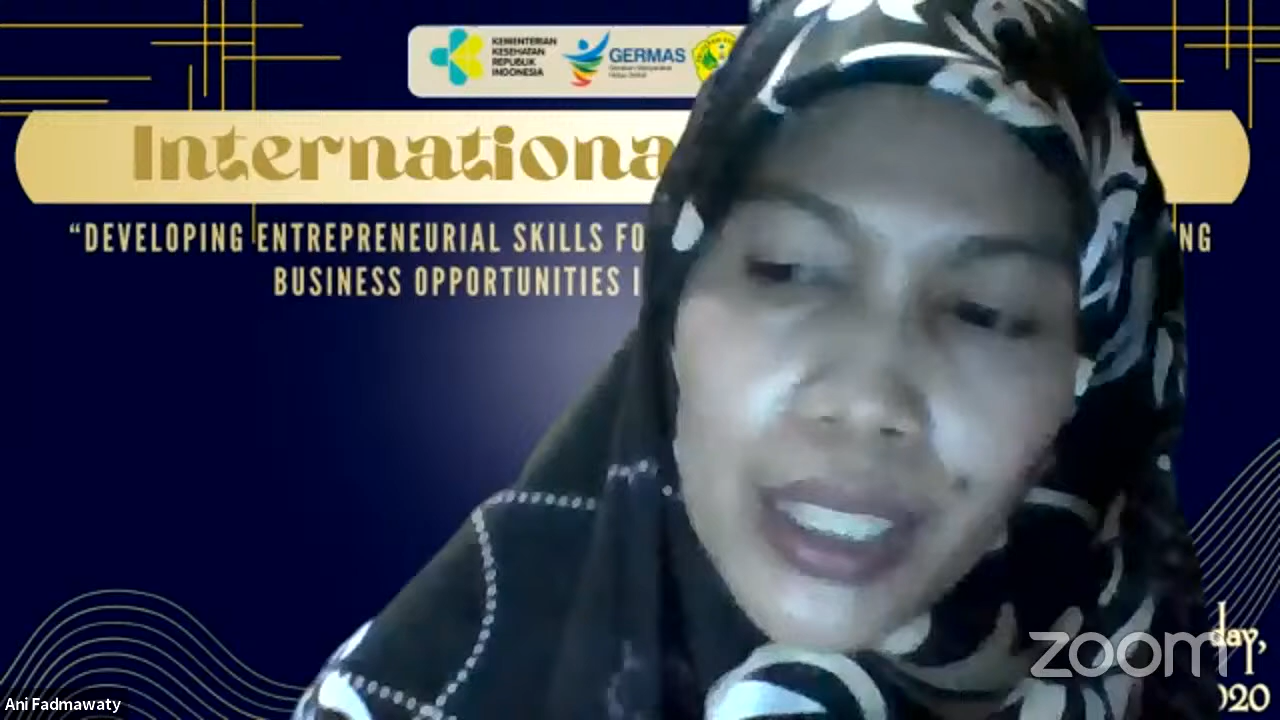 KEMENTERIAN
KESEHATAN
REPUBLIK
INDONESIA
GERMAS
Internationa
“DEVELOPING ENTREPRENEURIAL SKILLS FO NG
BUSINESS OPPORTUNITIES I
day,
2020
zoom
Ani Fadmawaty